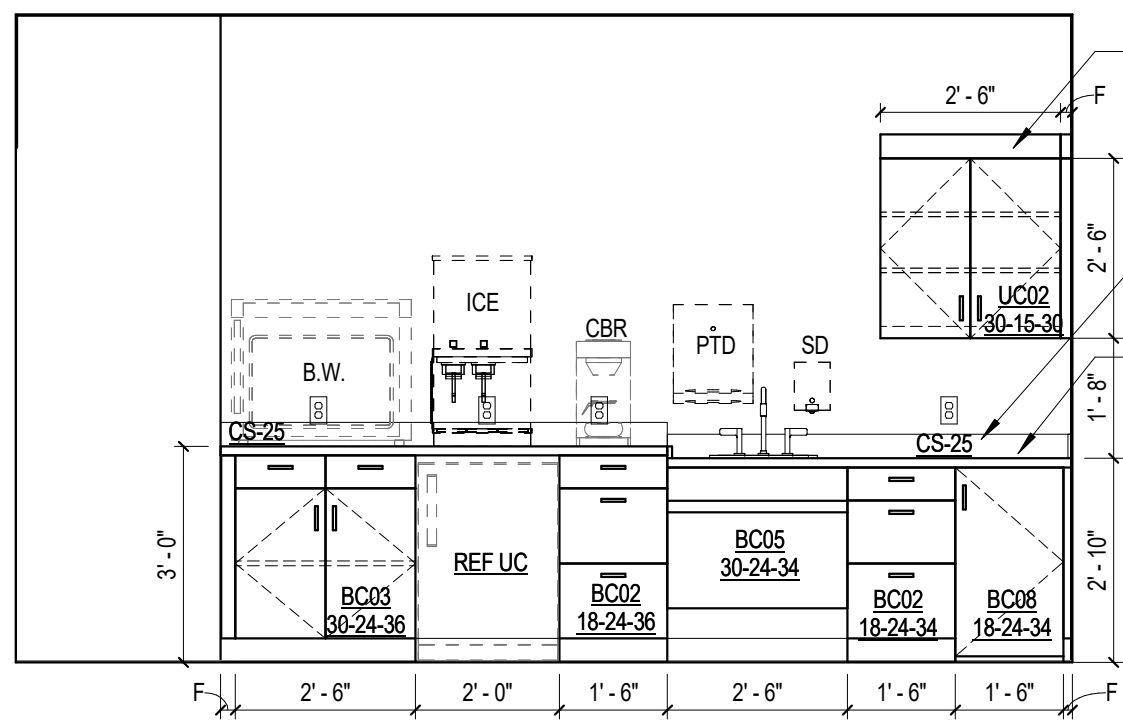 2' - 6"
F
2' - 6"
UC02
30-15-30
ICE
CBR
PTD
SD
B.W.
1' - 8"
CS-25
CS-25
3' - 0"
REF UC
BC05
30-24-34
2' - 10"
BC03
30-24-36
BC02
18-24-36
BC02
18-24-34
BC08
18-24-34
F
2' - 6"
2' - 0"
1' - 6"
2' - 6"
1' - 6"
1' - 6"
F